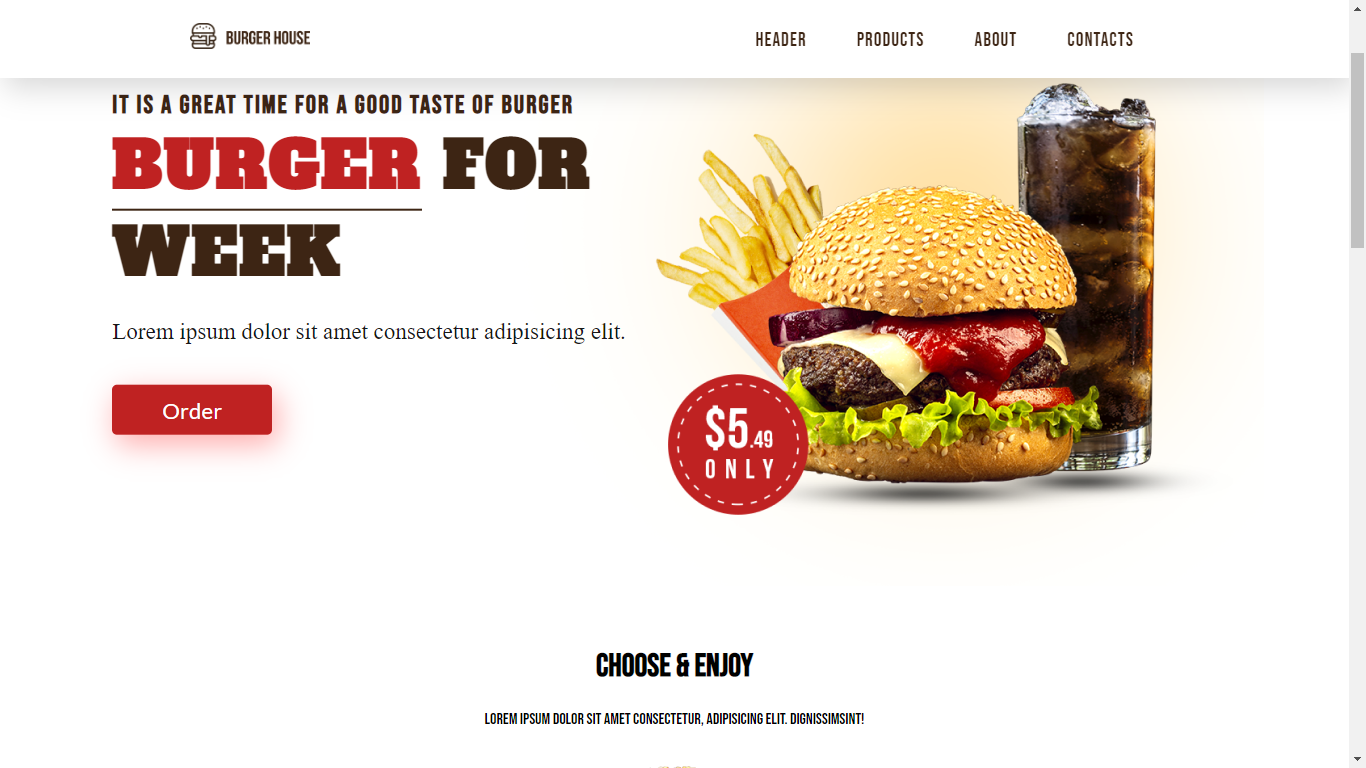 BURGER HOUSE
HEADER PRODUCTS ABOUT CONTACTS
IT IS A GREAT TIME FOR A GOOD TASTE OF BURGER
BURGER FOR
WEEK
Lorem ipsum dolor sit amet consectetur adipisicing elit.
Order
$5.49
ONLY
CHOOSE & ENJOY
LOREM IPSUM DOLOR SIT AMET CONSECTETUR, ADIPISICING ELIT. DIGNISSIMSINT!